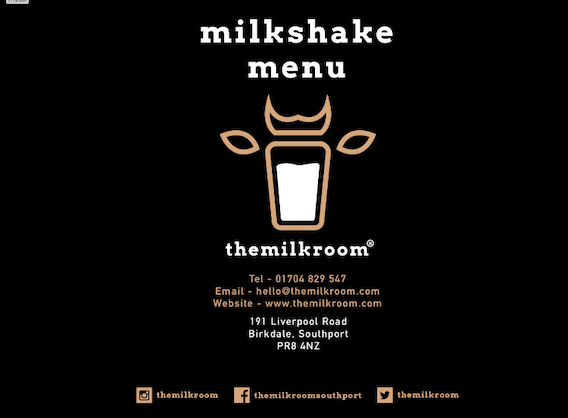 milkshake
menu
themilkroom®
Tel - 01704 829 547
Email - hello@themilkroom.com
Website - www.themilkroom.com
191 Liverpool Road
Birkdale, Southport
PR8 4NZ
themilkroom themilkroomsouthport themilkroom